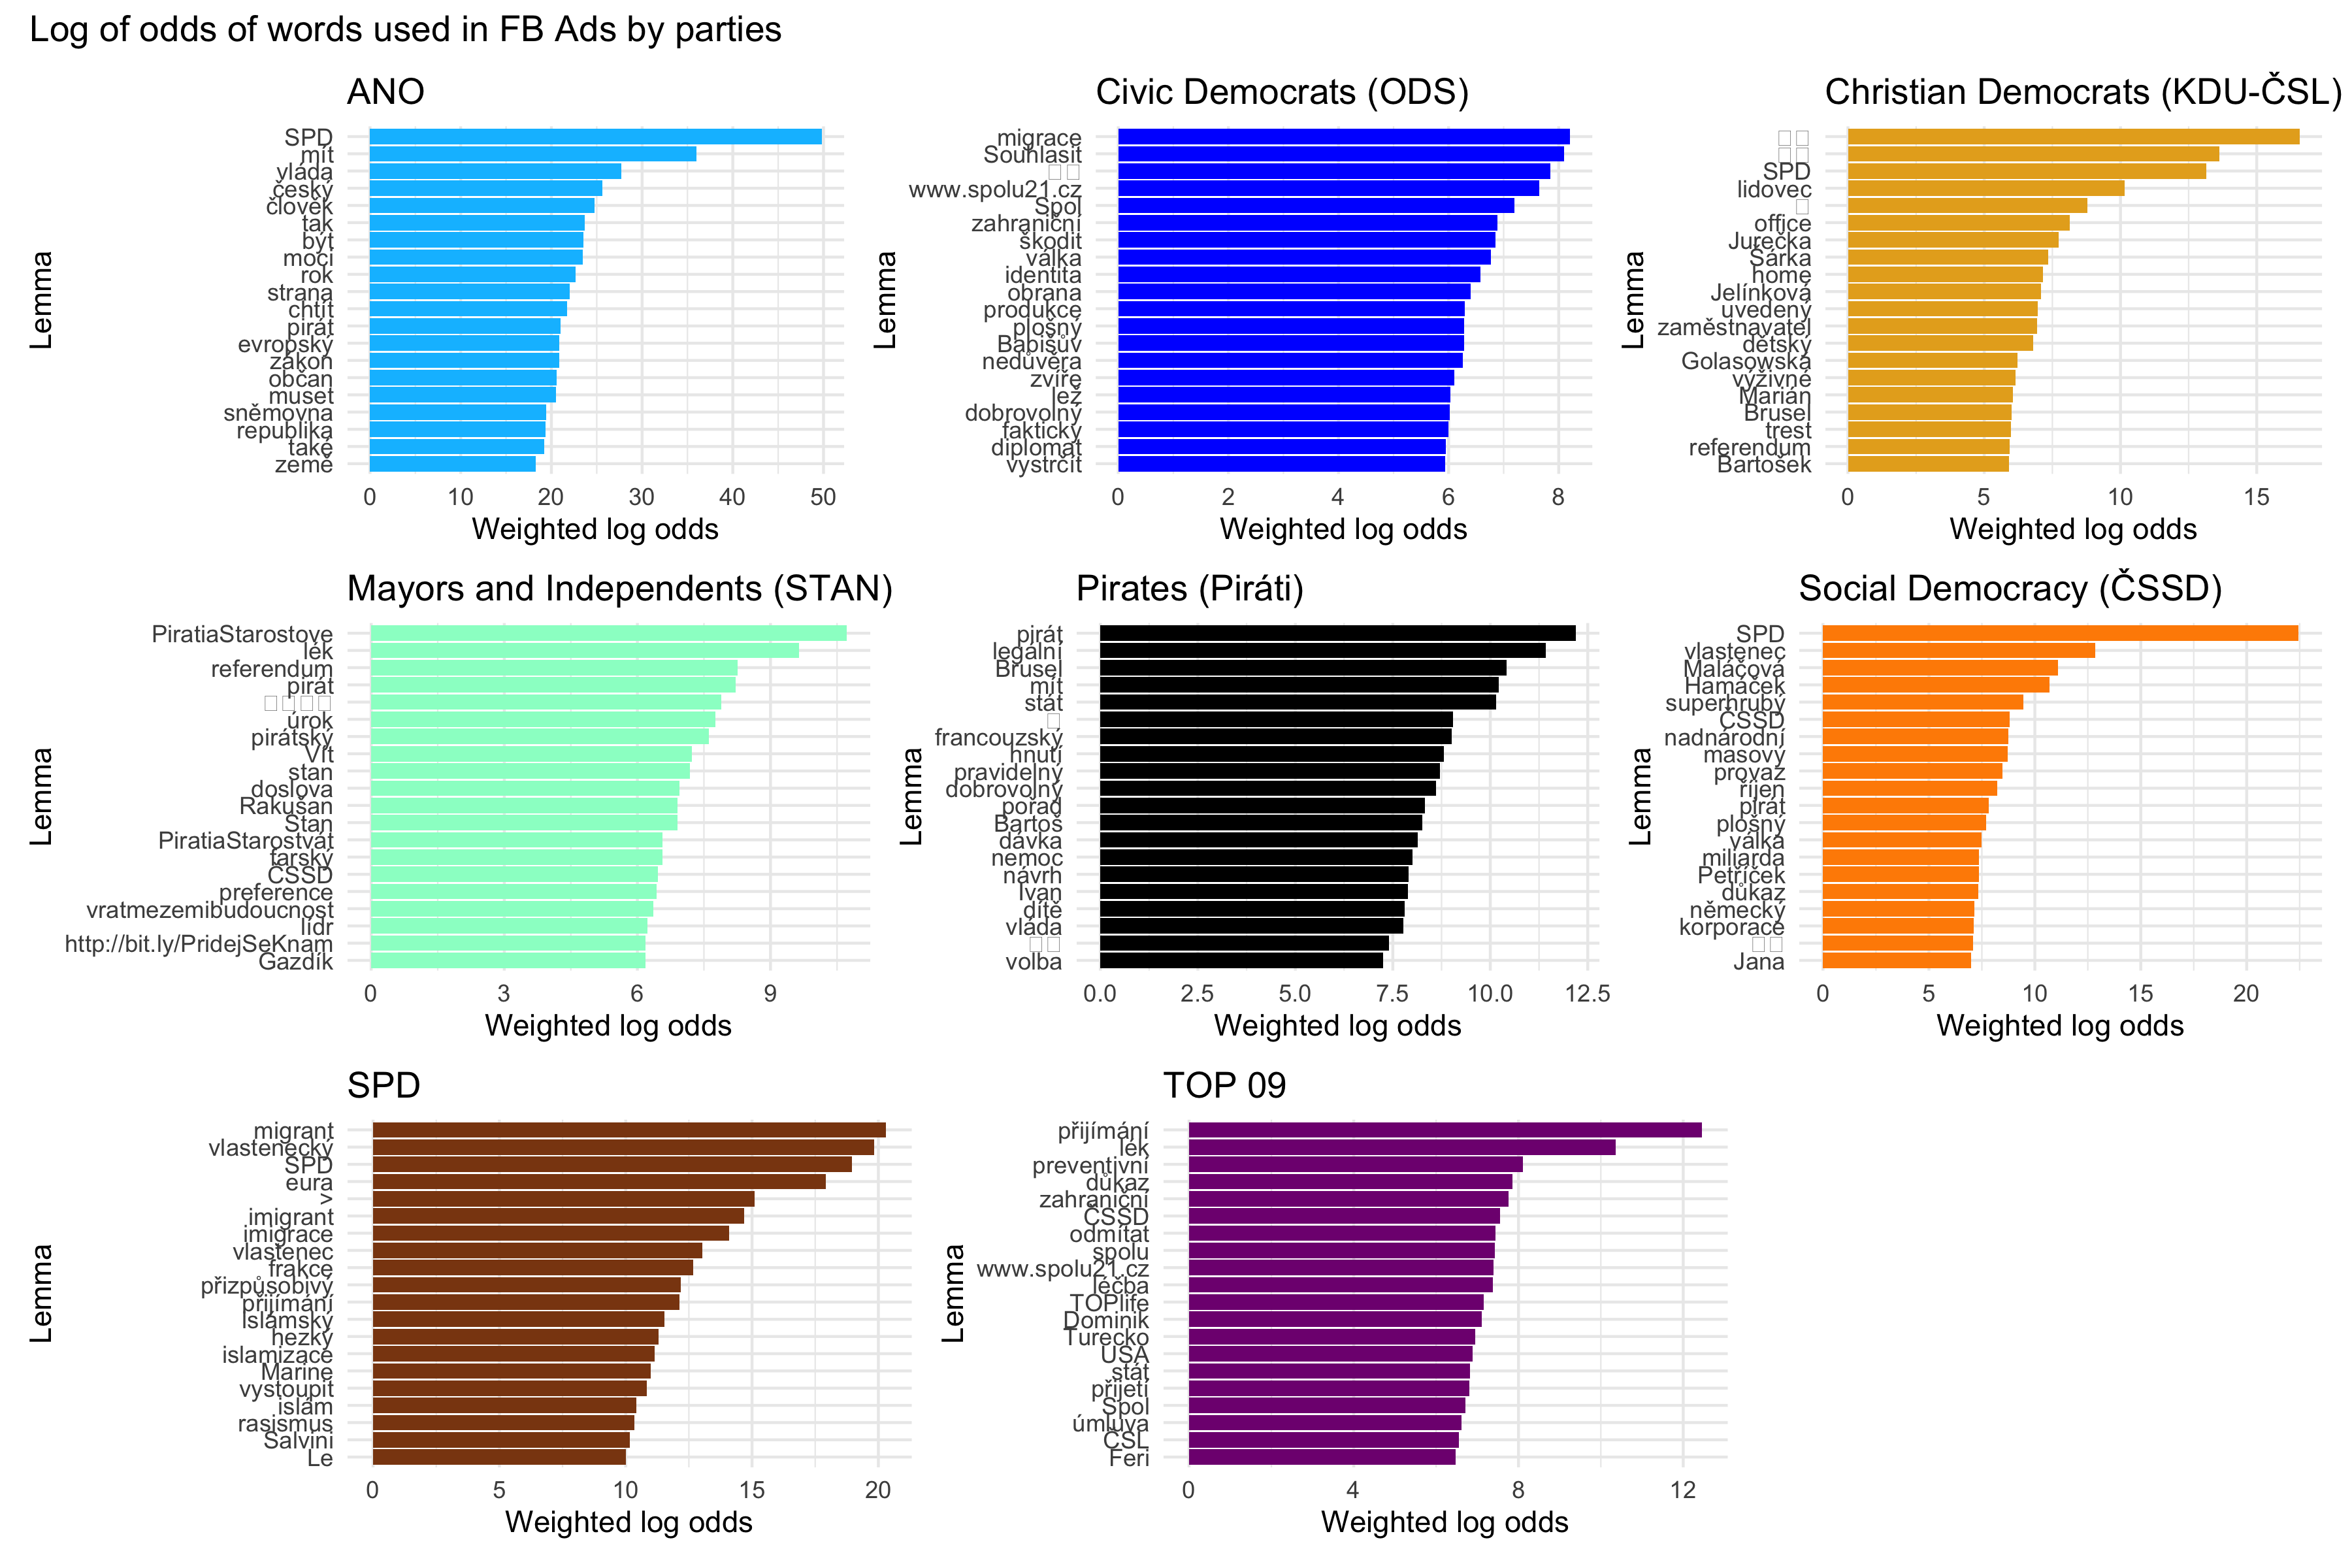 Log of odds of words used in FB Ads by parties
ANO
Lemma
SPD
mít
vláda
český
člověk
tak
být
moci
rok
strana
chtít
pirát
evropský
zákon
občan
muset
sněmovna
republika
také
země
0 10 20 30 40 50
Weighted log odds
Civic Democrats (ODS)
Lemma
migrace
Souhlasit
www.spolu21.cz
Spol
zahraniční
škodit
válka
identita
obrana
produkce
plošný
Babišův
nedůvěra
zvíře
lež
dobrovolný
faktický
diplomat
vystrčit
0 2 4 6 8
Weighted log odds
Christian Democrats (KDU-ČSL)
Lemma
SPD
lidovec
office
Jurečka
Šárka
home
Jelínková
uvedený
zaměstnavatel
dětský
Golasowská
výživné
Marián
Brusel
trest
referendum
Bartošek
0 5 10 15
Weighted log odds
Mayors and Independents (STAN)
Lemma
PiratiaStarostove
lék
referendum
pirát
úrok
pirátský
Vít
stan
doslova
Rakušan
Stan
PiratiaStarostvát
farský
ČSSD
preference
vratmezemibudoucnost
lídr
http://bit.ly/PridejSeKnam
Gazdík
0 3 6 9
Weighted log odds
Pirates (Piráti)
Lemma
pirát
legální
Brusel
mít
stát
francouzský
hnutí
pravidelný
dobrovolný
pořad
Bartoš
dávka
nemoc
návrh
Ivan
dítě
vláda
volba
0.0 2.5 5.0 7.5 10.0 12.5
Weighted log odds
Social Democracy (ČSSD)
Lemma
SPD
vlastenec
Maláčová
Hamáček
superhrubý
ČSSD
nadnárodní
masový
provaz
říjen
pirát
plošný
válka
miliarda
Petříček
důkaz
německý
korporace
Jana
0 5 10 15 20
Weighted log odds
SPD
Lemma
migrant
vlastenecký
SPD
eura
>
imigrant
imigrace
vlastenec
frakce
přizpůsobivý
přijímání
islámský
hezký
islamizace
Marine
vystoupit
islám
rasismus
Salvini
Le
0 5 10 15 20
Weighted log odds
TOP 09
Lemma
přijímání
lék
preventivní
důkaz
zahraniční
ČSSD
odmítat
spolu
www.spolu21.cz
léčba
TOPlife
Dominik
Turecko
USA
stát
přijetí
Spol
úmluva
ČSL
Feri
0 4 8 12
Weighted log odds